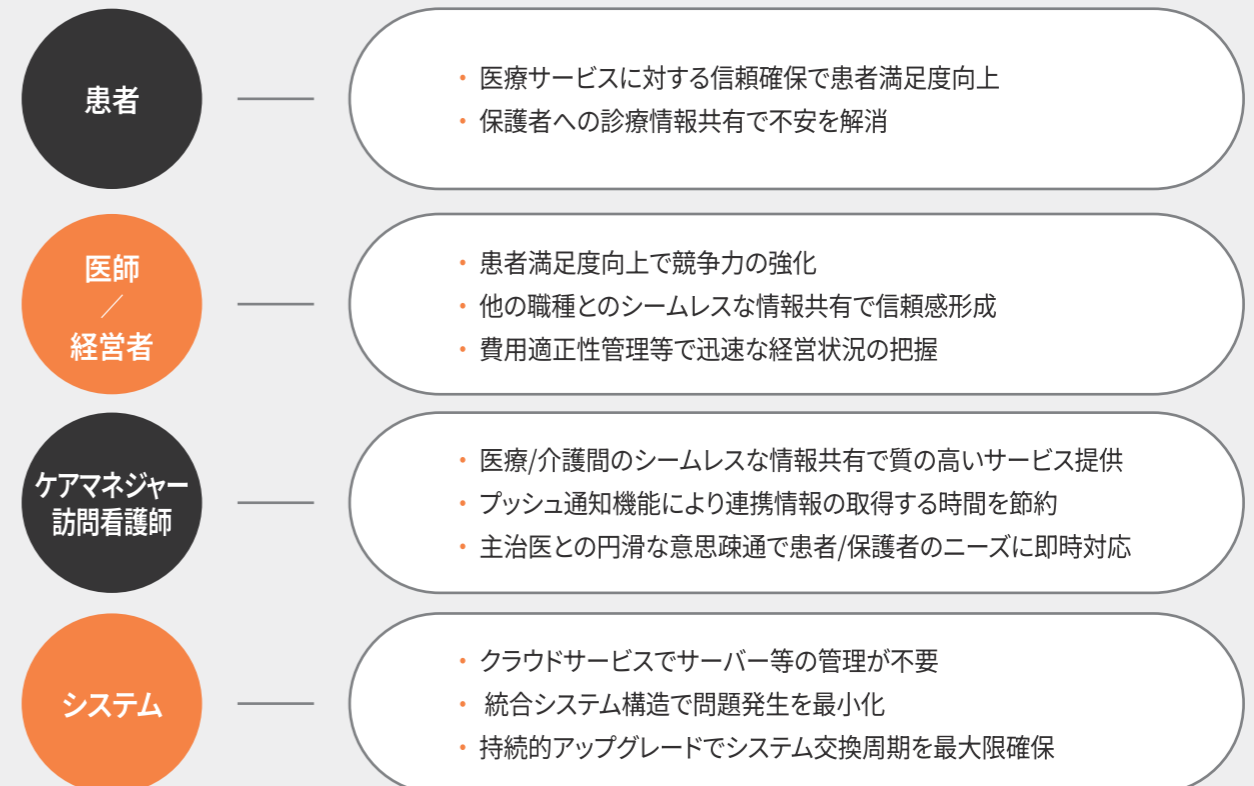 患者
・医療サービスに対する信頼確保で患者満足度向上
・保護者への診療情報共有で不安を解消
医師
／
経営者
・患者満足度向上で競争力の強化
・他の職種とのシームレスな情報共有で信頼感形成
・費用適正性管理等で迅速な経営状況の把握
ケアマネジャー
訪問看護師
・医療/介護間のシームレスな情報共有で質の高いサービス提供
・プッシュ通知機能により連携情報の取得する時間を節約
・主治医との円滑な意思疎通で患者/保護者のニーズに即時対応
システム
・クラウドサービスでサーバー等の管理が不要
・統合システム構造で問題発生を最小化
・持続的アップグレードでシステム交換周期を最大限確保